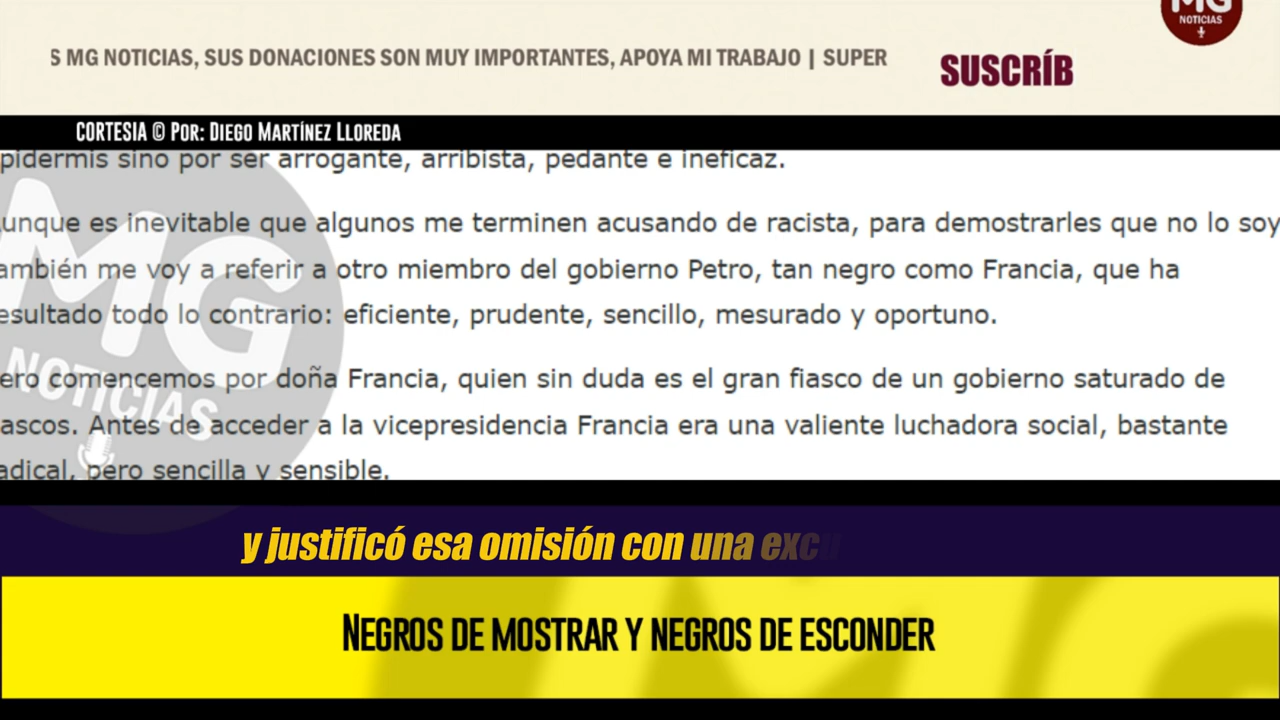 S MG NOTICIAS, SUS DONACIONES SON MUY IMPORTANTES, APOYA MI TRABAJO | SUPER
SUSCRÍB
MG
NOTICIAS
CORTESIA © POR: DIEGO MARTÍNEZ LLOREDA
pidermis sino por ser arrogante, arribista, pedante e ineficaz.
unque es inevitable que algunos me terminen acusando de racista, para demostrarles que no lo soy
ambién me voy a referir a otro miembro del gobierno Petro, tan negro como Francia, que ha
esultado todo lo contrario: eficiente, prudente, sencillo, mesurado y oportuno.
ero comencemos por doña Francia, quien sin duda es el gran fiasco de un gobierno saturado de
ascos. Antes de acceder a la vicepresidencia Francia era una valiente luchadora social, bastante
adical, pero sencilla y sensible.
MG
NOTICIAS
y justificó esa omisión con una exc
NEGROS DE MOSTRAR Y NEGROS DE ESCONDER